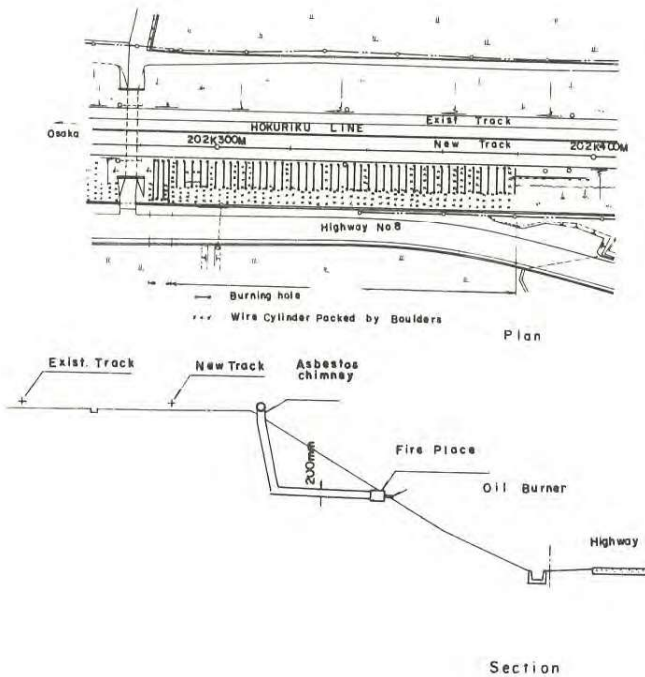 Exist Track
Osaka
HOKURIKU LINE
202K300M
New Track
202K400M
Highway No.8
Burning hole
Wire Cylinder Packed by Boulders
Plan
Exist. Track
New Track
Asbestos
chimney
200mm
Fire Place
Oil Burner
Highway
Section